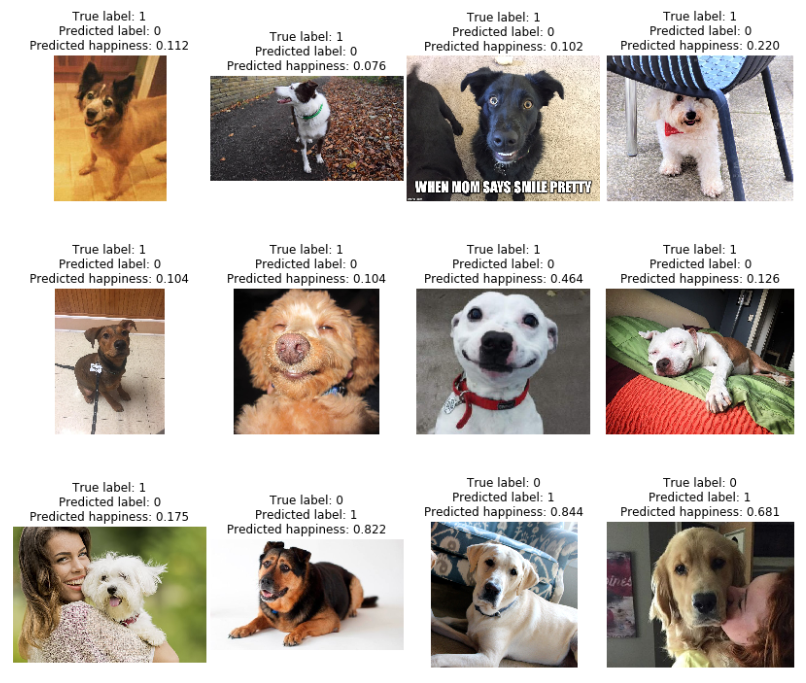 True label: 1
Predicted label: 0
Predicted happiness: 0.112
True label: 1
Predicted label: 0
Predicted happiness: 0.076
True label: 1
Predicted label: 0
Predicted happiness: 0.102
WHEN MOM SAYS SMILE PRETTY
True label: 1
Predicted label: 0
Predicted happiness: 0.220
True label: 1
Predicted label: 0
Predicted happiness: 0.104
True label: 1
Predicted label: 0
Predicted happiness: 0.104
True label: 1
Predicted label: 0
Predicted happiness: 0.464
True label: 1
Predicted label: 0
Predicted happiness: 0.126
True label: 1
Predicted label: 0
Predicted happiness: 0.175
True label: 0
Predicted label: 1
Predicted happiness: 0.822
True label: 0
Predicted label: 1
Predicted happiness: 0.844
True label: 0
Predicted label: 1
Predicted happiness: 0.681